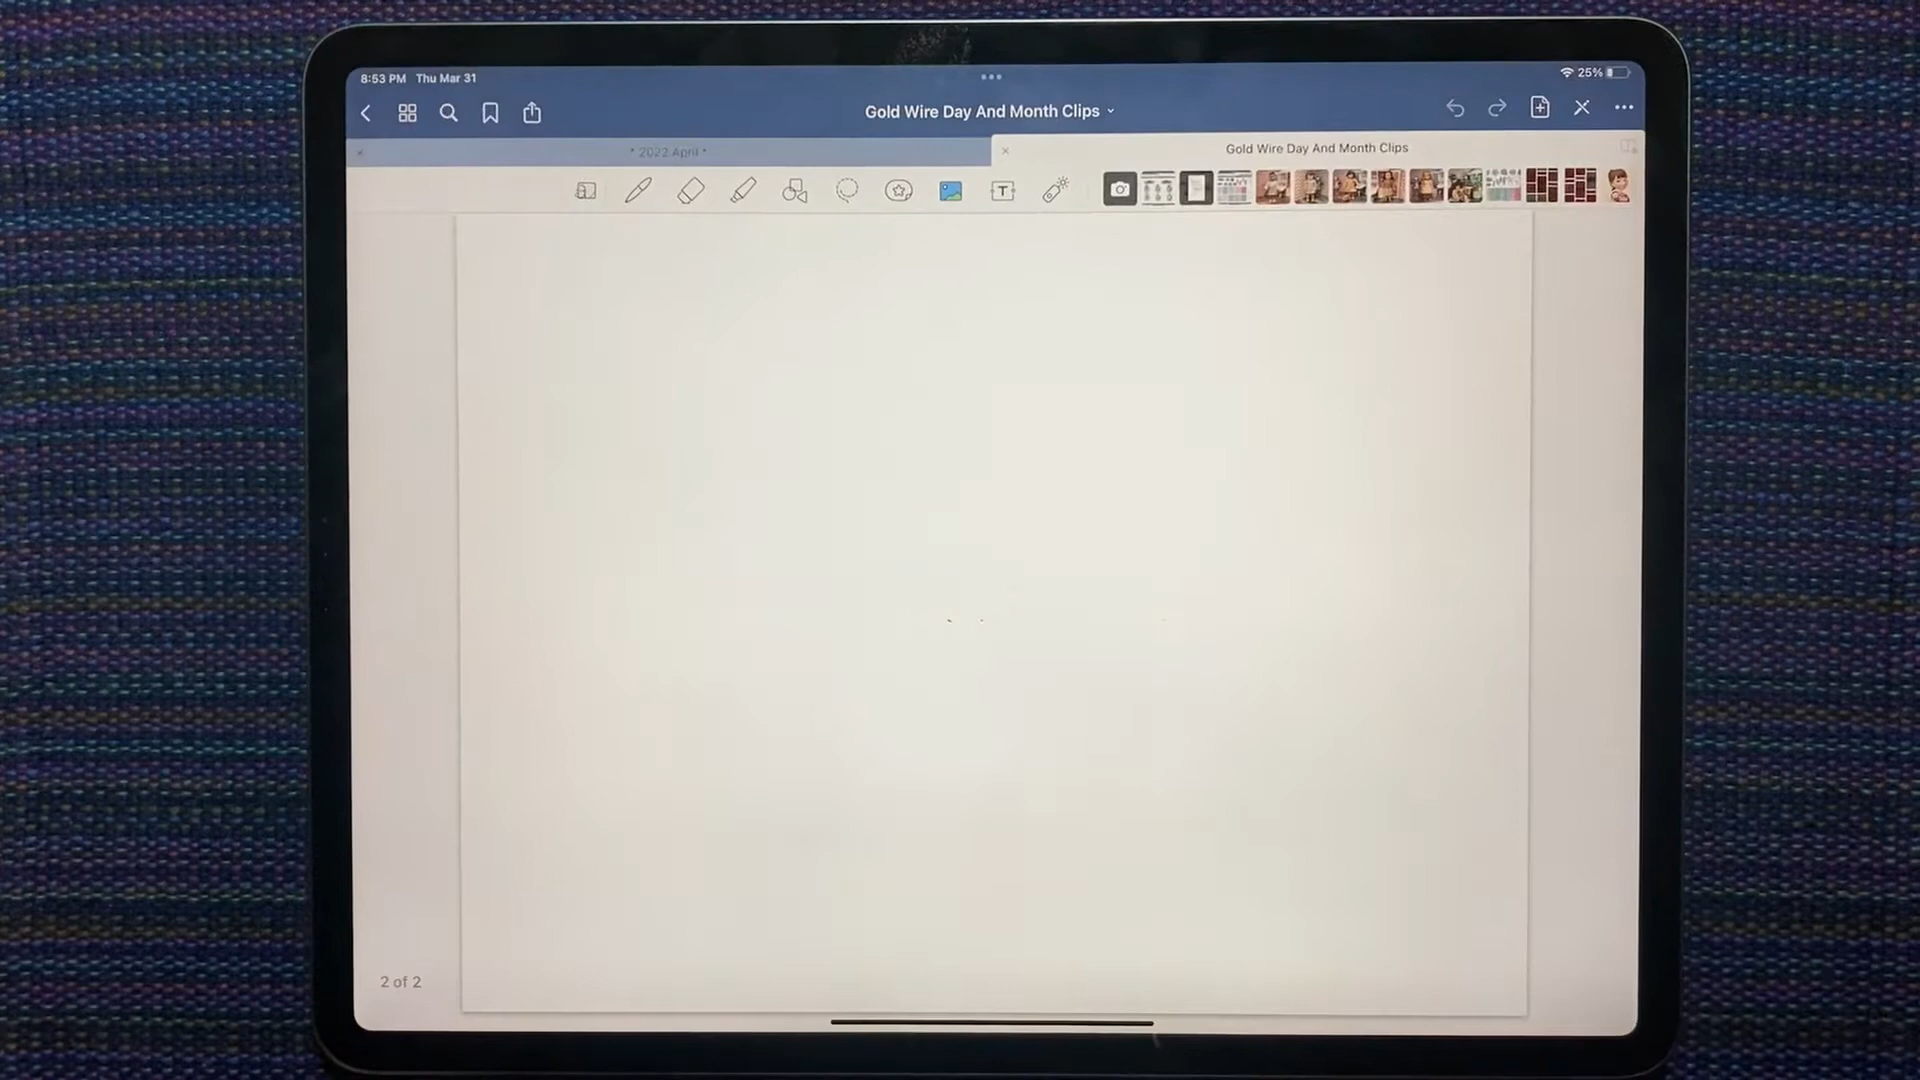 8:53 PM Thu Mar 31
25%
Gold Wire Day And Month Clips
* 2022 April *
Gold Wire Day And Month Clips
T
2 of 2